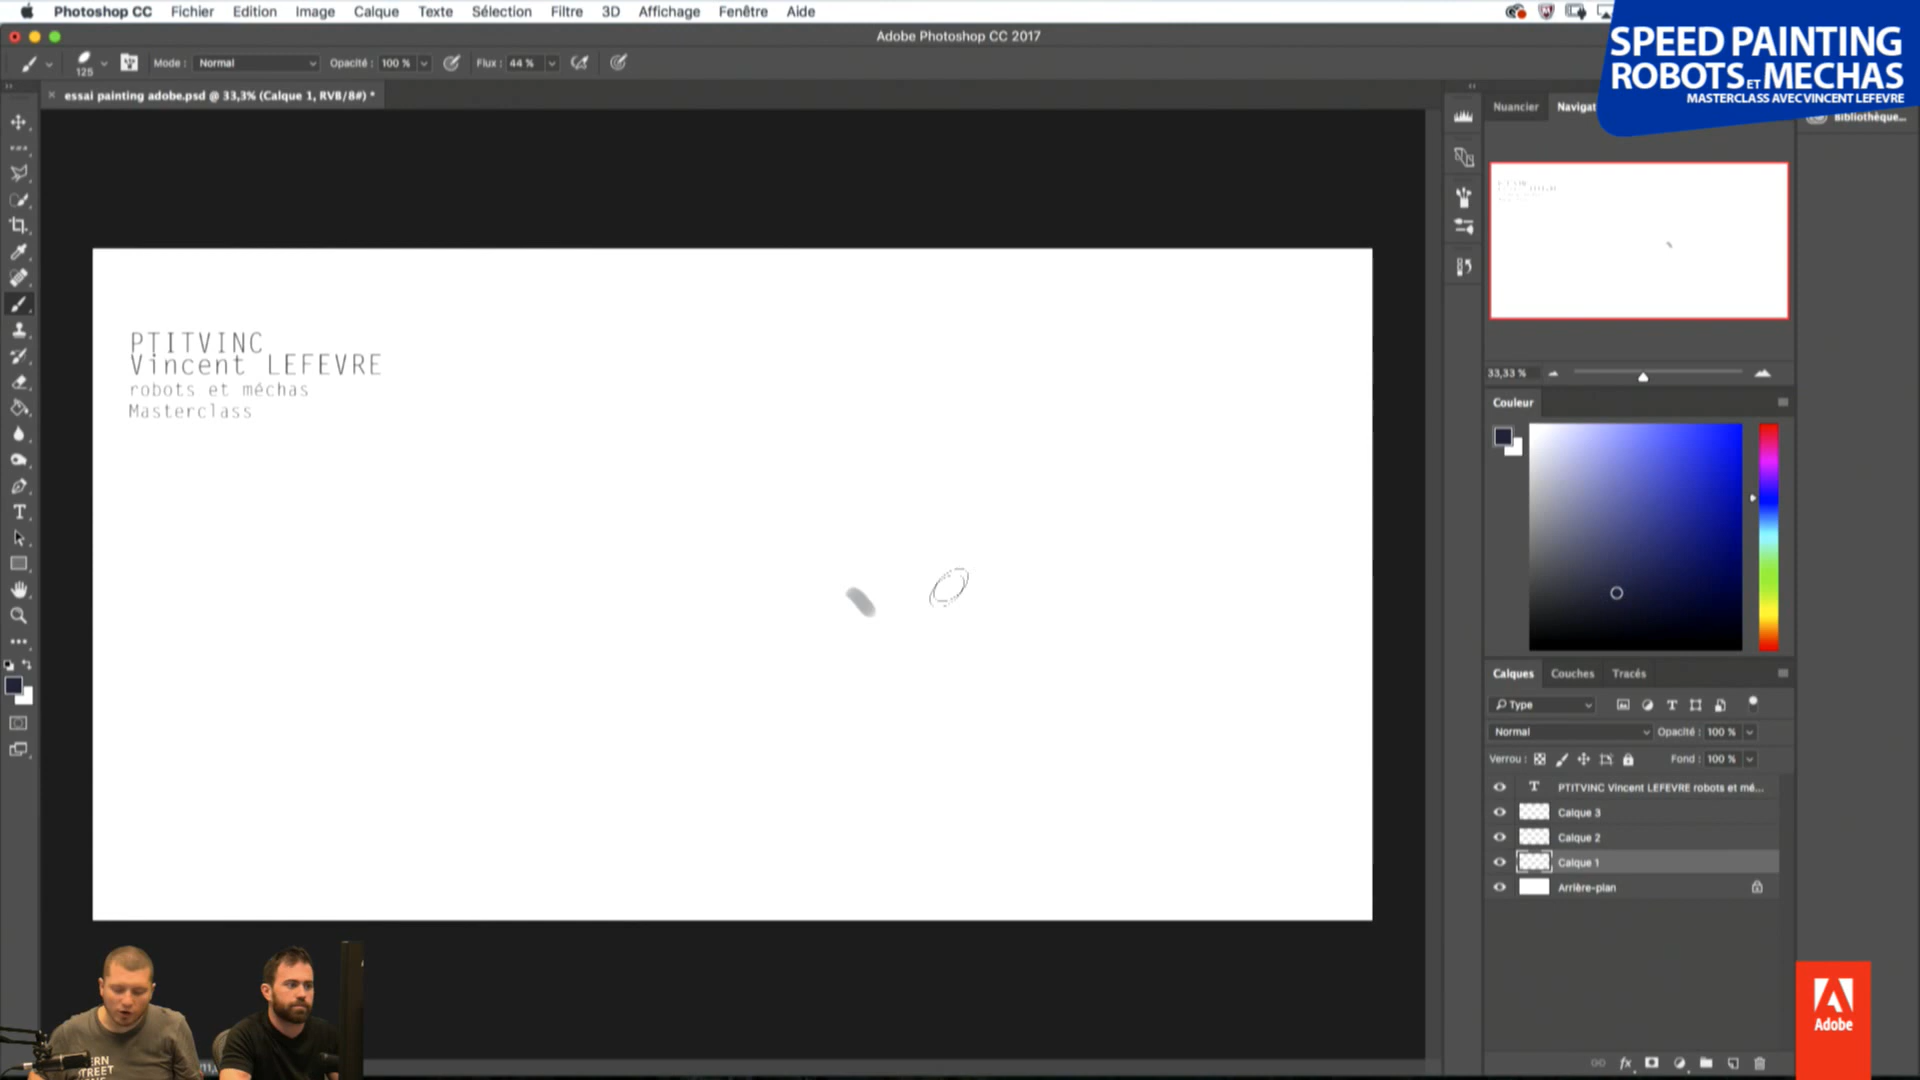 Photoshop CC Fichier Edition Image Calque Texte Sélection Filtre 3D Affichage Fenêtre Aide
SPEED PAINTING
ROBOTS ET MECHAS
MASTERCLASS AVEC VINCENT LEFEVRE
Adobe Photoshop CC 2017
125 Mode : Normal Opacité : 100 % Flux : 44 %
essai painting adobe.psd @ 33,3% (Calque 1, RVB/8#) *
Nuancier Navigat
Bibliothèque...
PTITVINC
Vincent LEFEVRE
robots et méchas
Masterclass
33,33 %
Couleur
Calques Couches Tracés
Type
Normal Opacité : 100 %
Verrou : Fond : 100 %
PTITVINC Vincent LEFEVRE robots et mé...
Calque 3
Calque 2
Calque 1
Arrière-plan
fx
Adobe